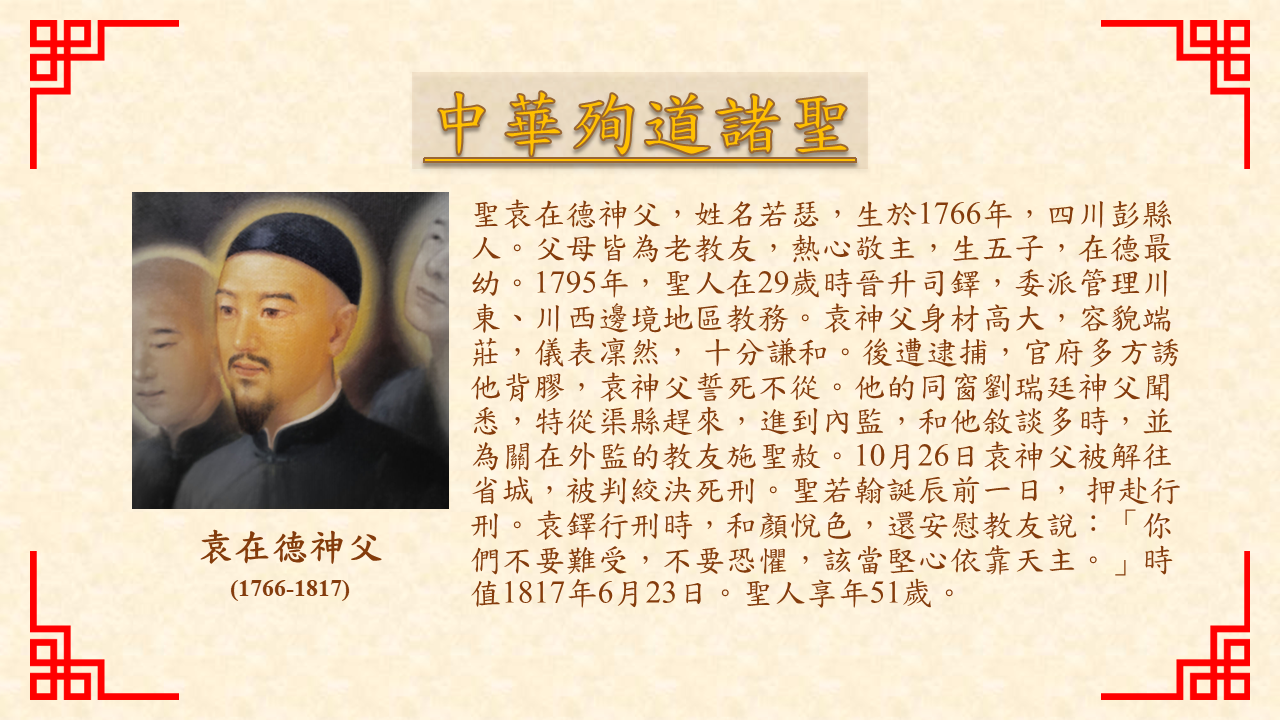 中華殉道諸聖
聖袁在德神父，姓名若瑟，生於1766年，四川彭縣
人。父母皆為老教友，熱心敬主，生五子，在德最
幼。1795年，聖人在29歲時晉升司鐸，委派管理川
東、川西邊境地區教務。袁神父身材高大，容貌端
莊，儀表凜然， 十分謙和。後遭逮捕，官府多方誘
他背膠，袁神父誓死不從。他的同窗劉瑞廷神父聞
悉，特從渠縣趕來，進到內監，和他敘談多時，並
為關在外監的教友施聖赦。10月26日袁神父被解往
省城，被判絞決死刑。聖若翰誕辰前一日， 押赴行
刑。袁鐸行刑時，和顏悅色，還安慰教友說：「你
們不要難受，不要恐懼，該當堅心依靠天主。」時
值1817年6月23日。聖人享年51歲。
袁在德神父
(1766-1817)